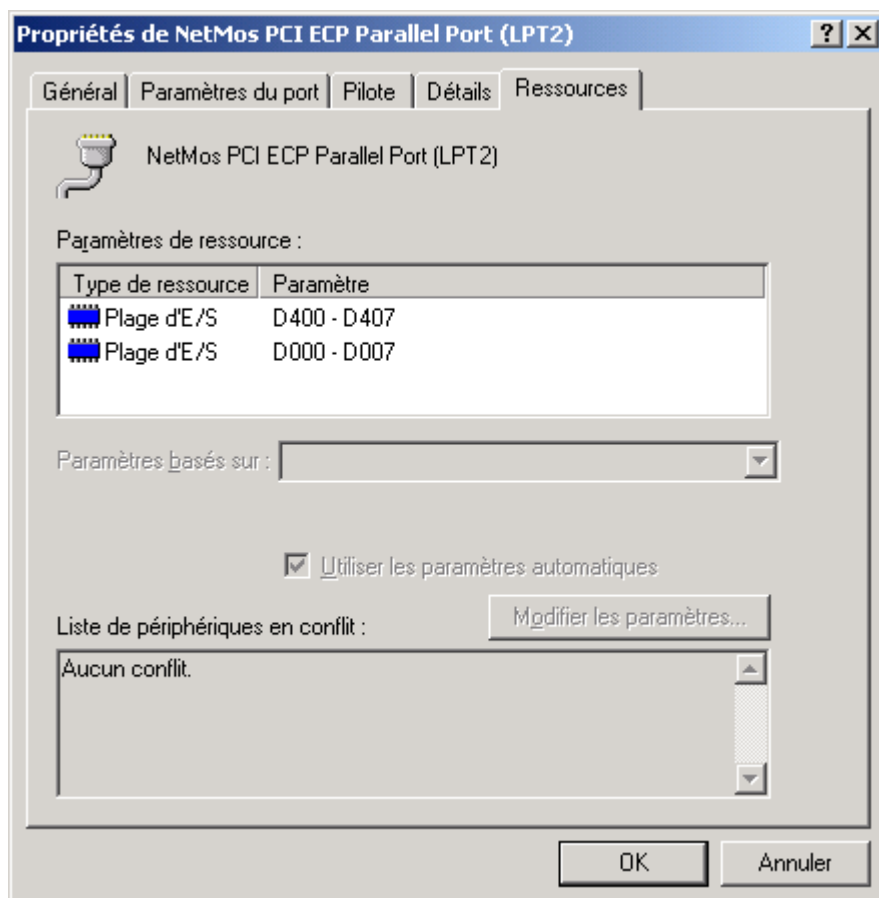 Propriétés de NetMos PCI ECP Parallel Port (LPT2)
Général Paramètres du port Pilote Détails Ressources
NetMos PCI ECP Parallel Port (LPT2)
Paramètres de ressource :
Type de ressource Paramètre
Plage d'E/S D400 - D407
Plage d'E/S D000 - D007
Paramètres basés sur :
Utiliser les paramètres automatiques
Modifier les paramètres...
Liste de périphériques en conflit :
Aucun conflit.
OK Annuler